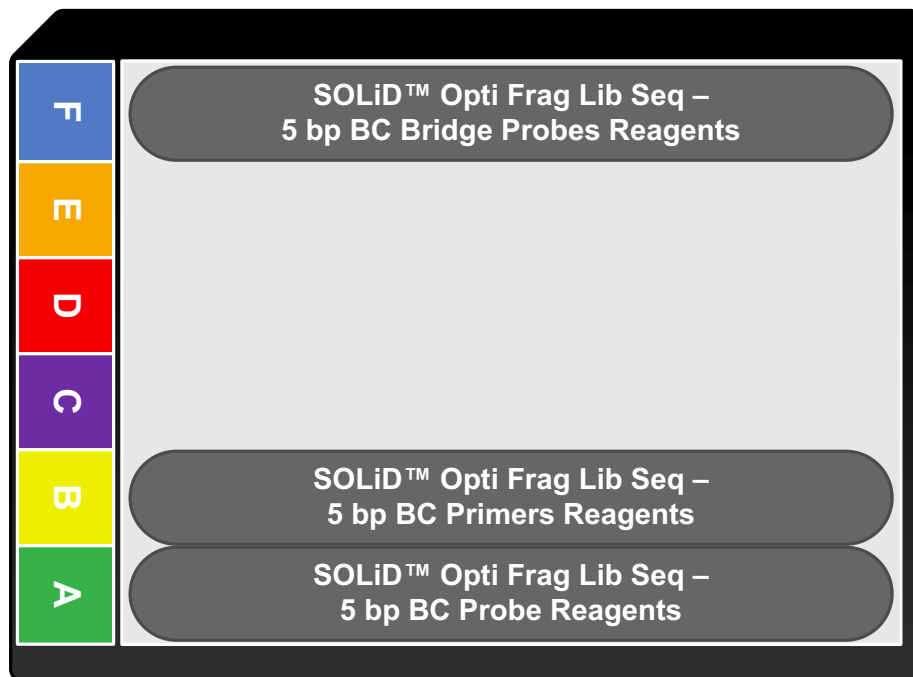 F
SOLiD™ Opti Frag Lib Seq –
5 bp BC Bridge Probes Reagents
E
D
C
B
SOLiD™ Opti Frag Lib Seq –
5 bp BC Primers Reagents
A
SOLiD™ Opti Frag Lib Seq –
5 bp BC Probe Reagents